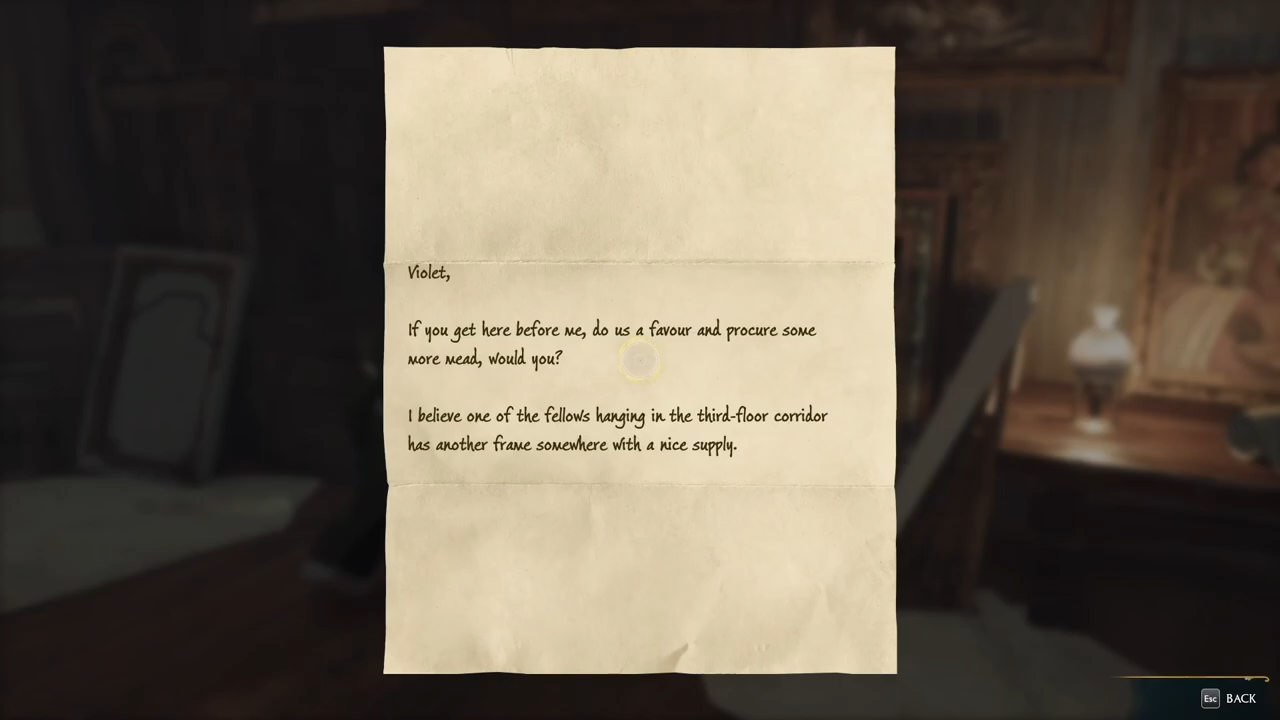 Violet,
If you get here before me, do us a favour and procure some
more mead, would you?
I believe one of the fellows hanging in the third-floor corridor
has another frame somewhere with a nice supply.
Esc BACK